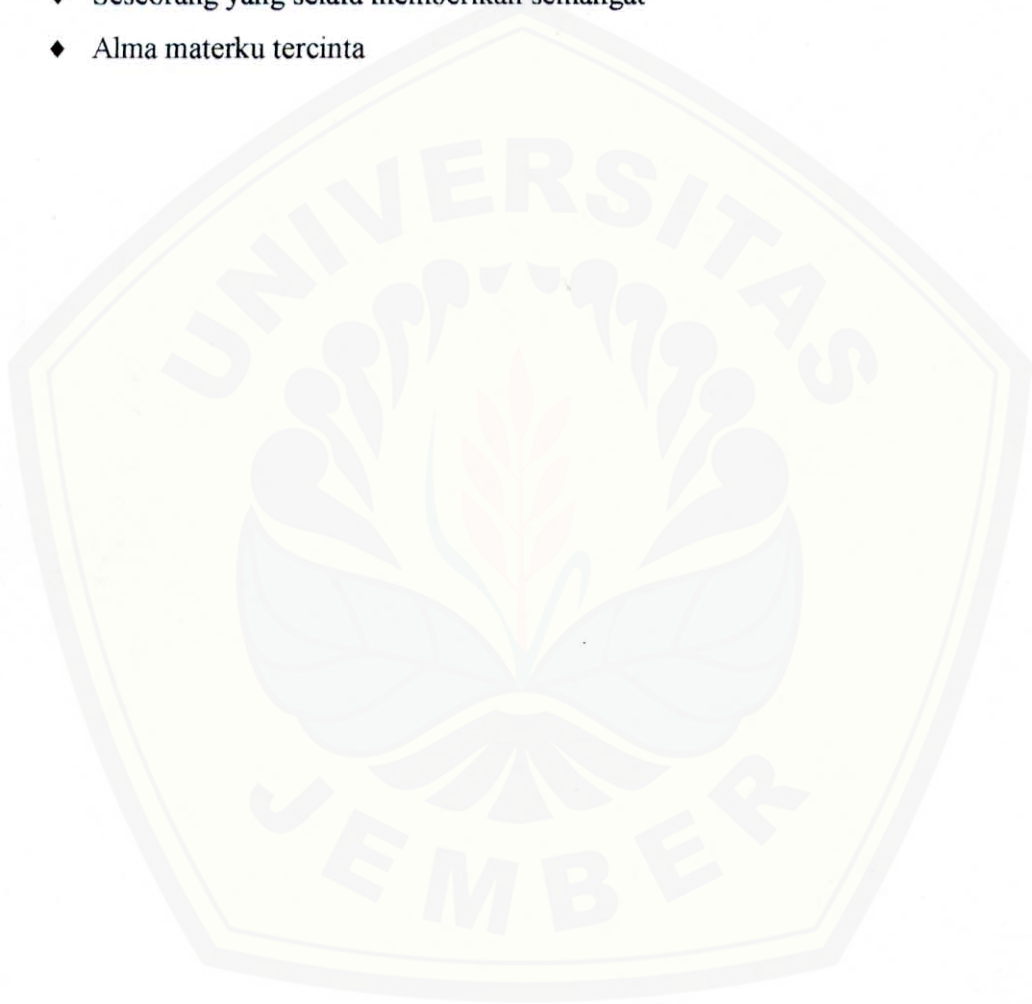 ♦ Seseorang yang selalu memberikan semangat
♦ Alma materku tercinta
UNIVERSITAS
JEMBER